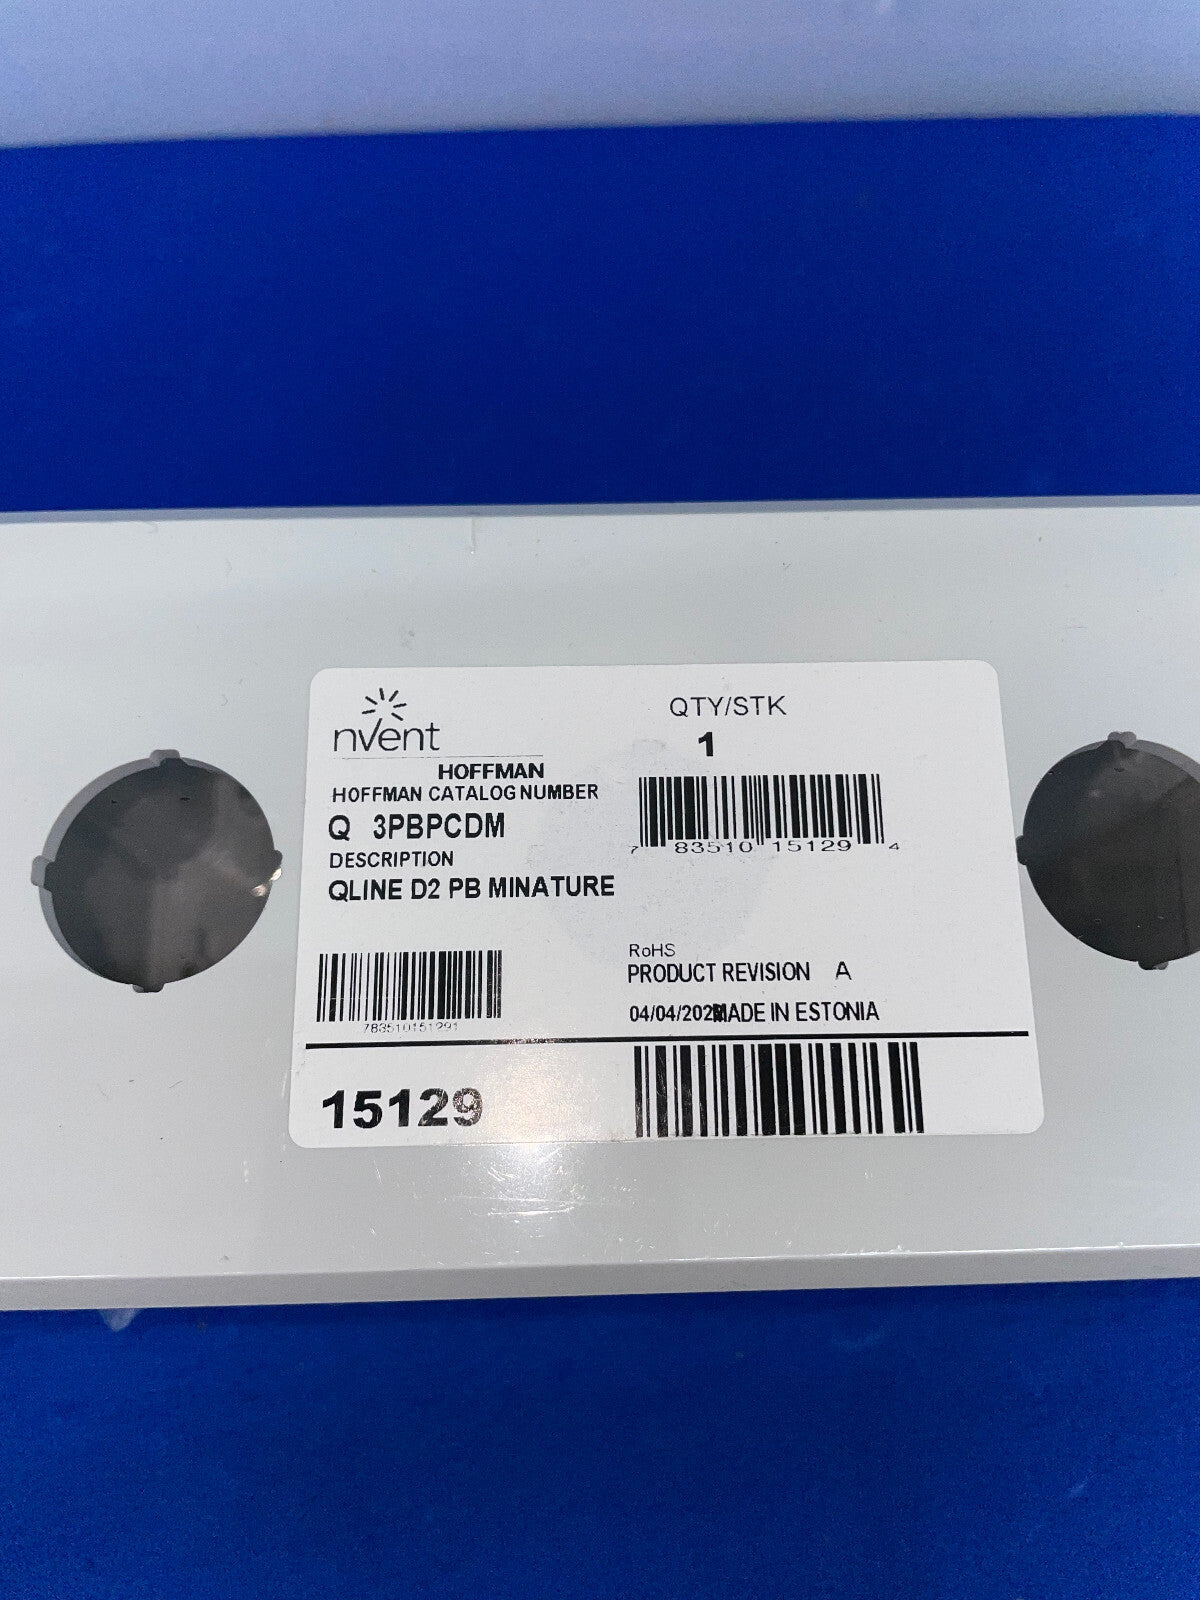 nVent
HOFFMAN
HOFFMAN CATALOG NUMBER
Q 3PBPCDM
DESCRIPTION
QLINE D2 PB MINATURE
783510151291
15129
QTY/STK
1
7 83510 15129 4
RoHS
PRODUCT REVISION A
MADE IN ESTONIA